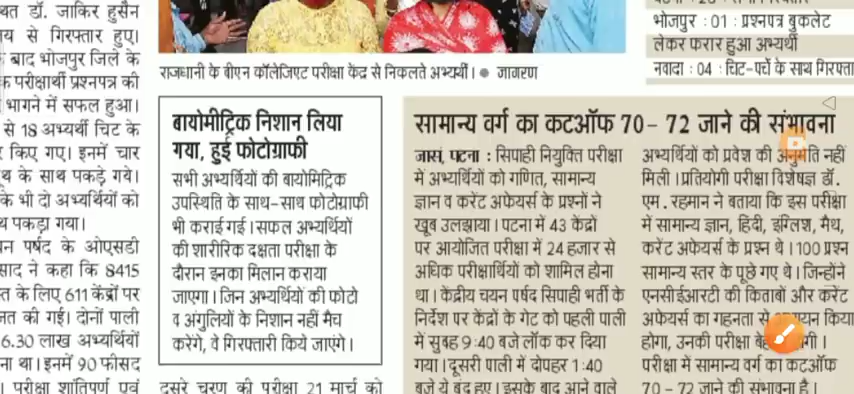 थत डॉ. जाकिर हुसैन
य से गिरफ्तार हुए।
बाद भोजपुर जिले के
क परीक्षार्थी प्रश्नपत्र की
भागने में सफल हुआ।
से 18 अभ्यर्थी चिट के
किए गए। इनमें चार
थ के साथ पकड़े गये।
के भी दो अभ्यर्थियों को
थ पकड़ा गया।
यन पर्षद के ओएसडी
साद ने कहा कि 8415
त के लिए 611 केंद्रों पर
जत की गई। दोनों पाली
6.30 लाख अभ्यर्थियों
ना था। इनमें 90 फीसद
। परीक्षा शांतिपूर्ण एवं
राजधानी के बीएन कॉलेजिएट परीक्षा केंद्र से निकलते अभ्यर्थी। ● जागरण
बायोमीट्रिक निशान लिया
गया, हुई फोटोग्राफी
सभी अभ्यर्थियों की बायोमिट्रिक
उपस्थिति के साथ-साथ फोटोग्राफी
भी कराई गई। सफल अभ्यर्थियों
की शारीरिक दक्षता परीक्षा के
दौरान इनका मिलान कराया
जाएगा। जिन अभ्यर्थियों की फोटो
व अंगुलियों के निशान नहीं मैच
करेंगे, वे गिरफ्तारी किये जाएंगे।
दूसरे चरण की परीक्षा 21 मार्च को
भोजपुर : 01 : प्रश्नपत्र बुकलेट
लेकर फरार हुआ अभ्यर्थी
नवादा : 04 : चिट-पर्चे के साथ गिरफ्ता
सामान्य वर्ग का कटऑफ 70- 72 जाने की संभावना
जासं, पटना : सिपाही नियुक्ति परीक्षा
में अभ्यर्थियों को गणित, सामान्य
ज्ञान व करेंट अफेयर्स के प्रश्नों ने
खूब उलझाया। पटना में 43 केंद्रों
पर आयोजित परीक्षा में 24 हजार से
अधिक परीक्षार्थियों को शामिल होना
था। केंद्रीय चयन पर्षद सिपाही भर्ती के
निर्देश पर केंद्रों के गेट को पहली पाली
में सुबह 9:40 बजे लॉक कर दिया
गया। दूसरी पाली में दोपहर 1:40
बजे ये बंद हुए। इसके बाद आने वाले
अभ्यर्थियों को प्रवेश की अनुमति नहीं
मिली। प्रतियोगी परीक्षा विशेषज्ञ डॉ.
एम. रहमान ने बताया कि इस परीक्षा
में सामान्य ज्ञान, हिंदी, इंग्लिश, मैथ,
करेंट अफेयर्स के प्रश्न थे। 100 प्रश्न
सामान्य स्तर के पूछे गए थे। जिन्होंने
एनसीईआरटी की किताबों और करेंट
अफेयर्स का गहनता से किया
होगा, उनकी परीक्षा
परीक्षा में सामान्य वर्ग का कटऑफ
70 - 72 जाने की संभावना है।